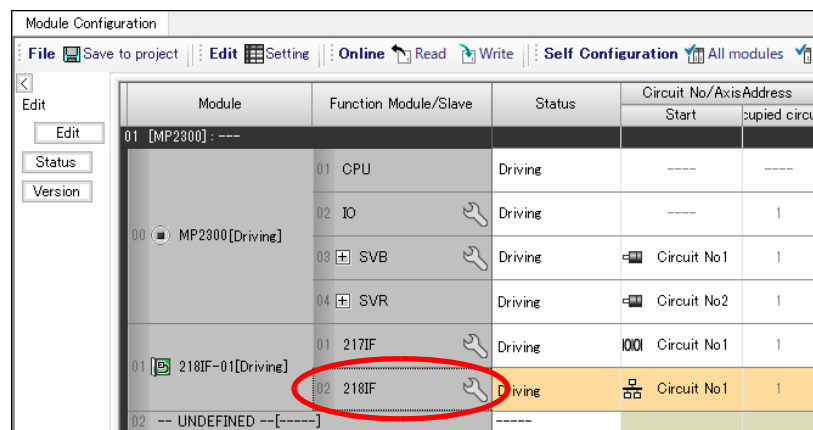 Module Configuration
File Save to project Edit Setting Online Read Write Self Configuration All modules
Edit
Edit
Status
Version
Module Function Module/Slave Status Circuit No/AxisAddress
Start cupied circu
01 [MP2300] : ---
00 MP2300[Driving]
01 CPU Driving ---- ----
02 IO Driving ---- 1
03 + SVB Driving Circuit No1 1
04 + SVR Driving Circuit No2 1
01 218IF-01[Driving]
01 217IF Driving Circuit No1 1
02 218IF Driving Circuit No1 1
02 -- UNDEFINED --[-----] -----